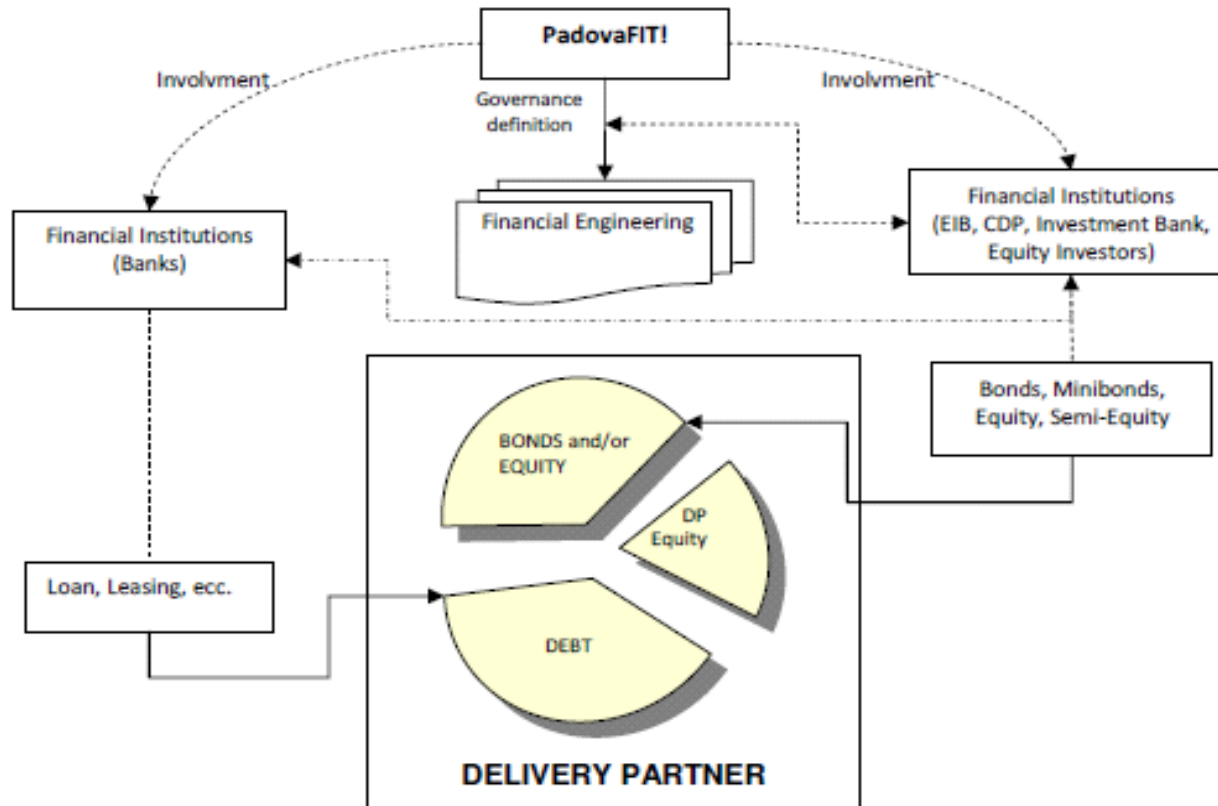 PadovaFIT!
Involvment
Involvment
Governance
definition
Financial Institutions
(Banks)
Financial Engineering
Financial Institutions
(EIB, CDP, Investment Bank,
Equity Investors)
Bonds, Minibonds,
Equity, Semi-Equity
BONDS and/or
EQUITY
DP
Equity
Loan, Leasing, ecc.
DEBT
DELIVERY PARTNER